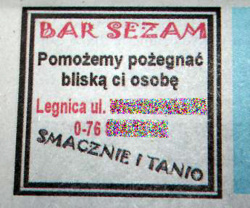 BAR SEZAM
Pomożemy pożegnać
bliską ci osobę
Legnica ul.
0-76
SMACZNIE I TANIO